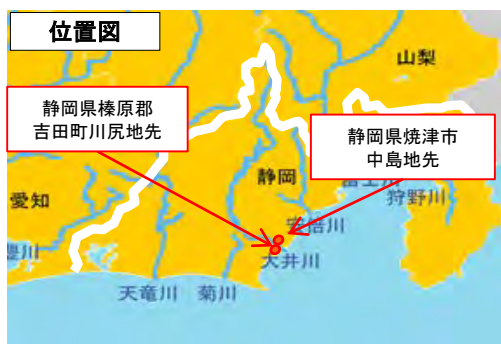 位置図
山梨
静岡県榛原郡
吉田町川尻地先
静岡県焼津市
中島地先
静岡
富士川
狩野川
愛知
安倍川
豊川
大井川
天竜川
菊川